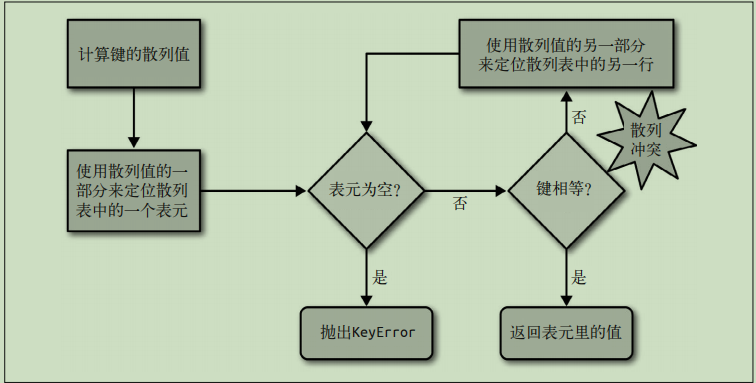 计算键的散列值
使用散列值的一
部分来定位散列
表中的一个表元
表元为空？
是
抛出KeyError
否
键相等？
是
返回表元里的值
否
散列
冲突
使用散列值的另一部分
来定位散列表中的另一行